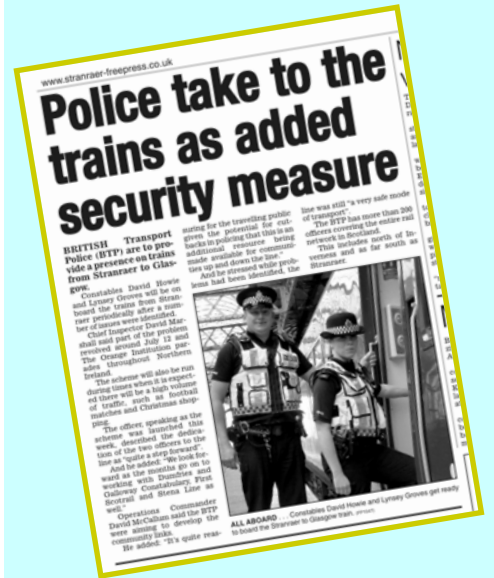 www.stranraer-freepress.co.uk
Police take to the
trains as added
security measure
BRITISH Transport
Police (BTP) are to pro-
vide a presence on trains
from Stranraer to Glas-
gow.
Constables David Howie
and Lynsey Groves will be on
board the trains from Stran-
raer periodically after a num-
ber of issues were identified.
Chief Inspector David Mar-
shall said part of the problem
revolved around July 12 and
The Orange Institution par-
ades throughout Northern
Ireland.
The scheme will also be run
during times when it is expect-
ed there will be a high volume
of traffic, such as football
matches and Christmas shop-
ping.
The officer, speaking as the
scheme was launched this
week, described the dedica-
tion of the two officers to the
line as "quite a step forward".
And he added: "We look for-
ward as the months go on to
working with Dumfries and
Galloway Constabulary, First
Scotrail and Stena Line as
well."
Operations Commander
David McCallum said the BTP
were aiming to develop the
community links.
He added: "It's quite reas-
suring for the travelling public
given the potential for cut-
backs in policing that this is an
additional resource being
made available for communi-
ties up and down the line."
And he stressed while prob-
lems had been identified, the
line was still "a very safe mode
of transport".
The BTP has more than 200
officers covering the entire rail
network in Scotland.
This includes north of In-
verness and as far south as
Stranraer.
ALL ABOARD . . . Constables David Howie and Lynsey Groves get ready
to board the Stranraer to Glasgow train.